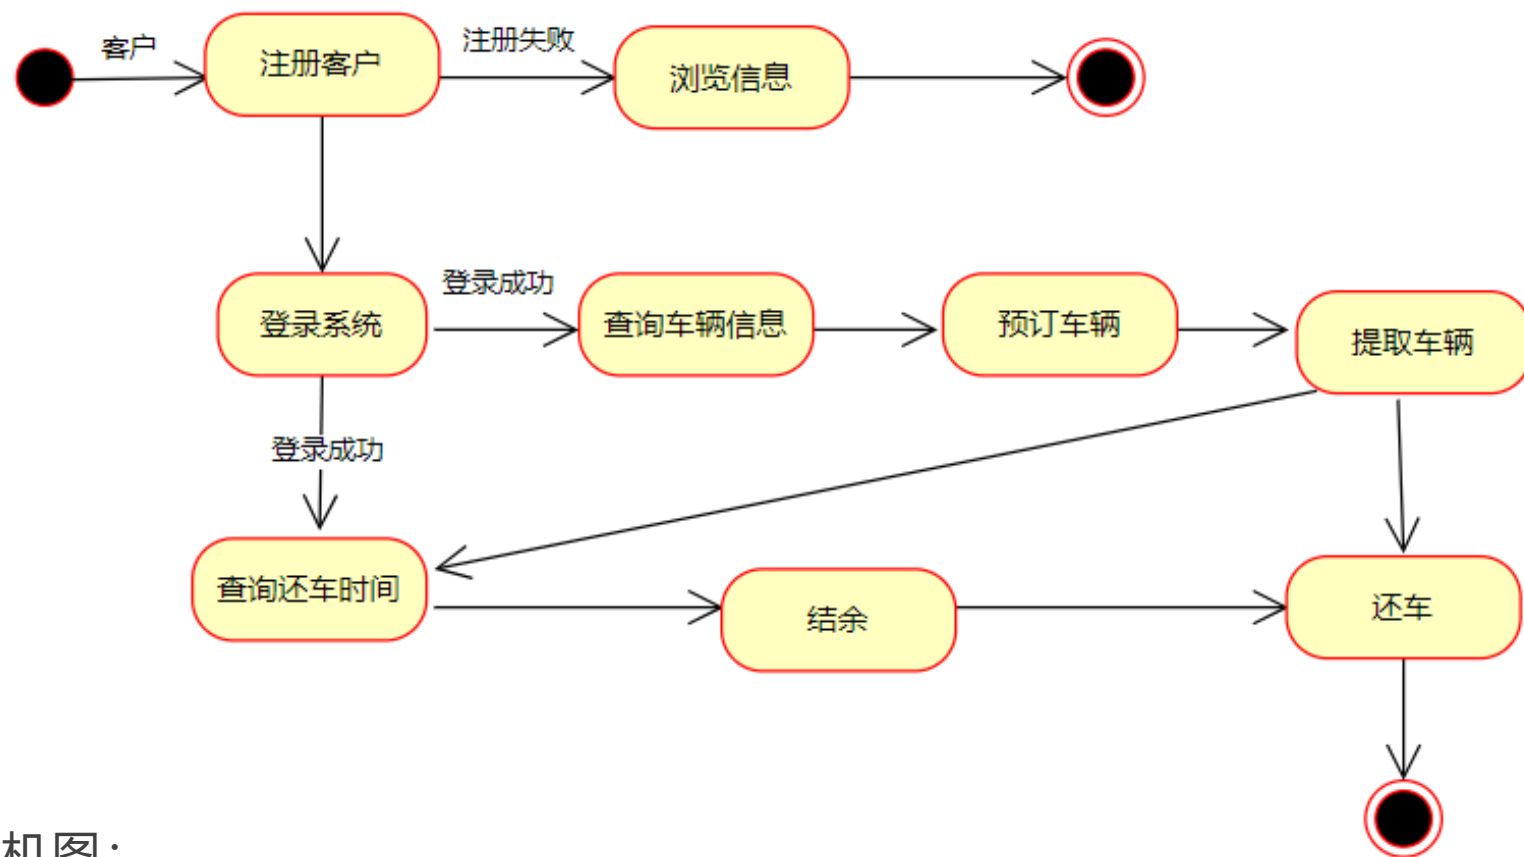 客户
注册客户
注册失败
浏览信息
登录系统
登录成功
查询车辆信息
预订车辆
提取车辆
登录成功
查询还车时间
结余
还车
机图：